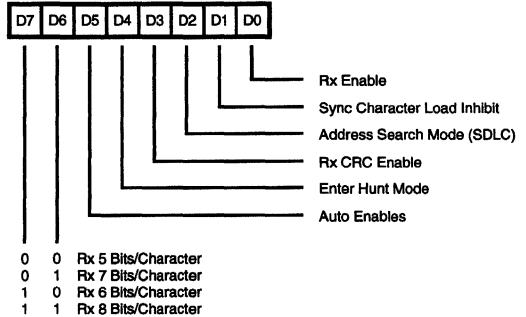 D7 D6 D5 D4 D3 D2 D1 D0
Rx Enable
Sync Character Load Inhibit
Address Search Mode (SDLC)
Rx CRC Enable
Enter Hunt Mode
Auto Enables
0 0 Rx 5 Bits/Character
0 1 Rx 7 Bits/Character
1 0 Rx 6 Bits/Character
1 1 Rx 8 Bits/Character